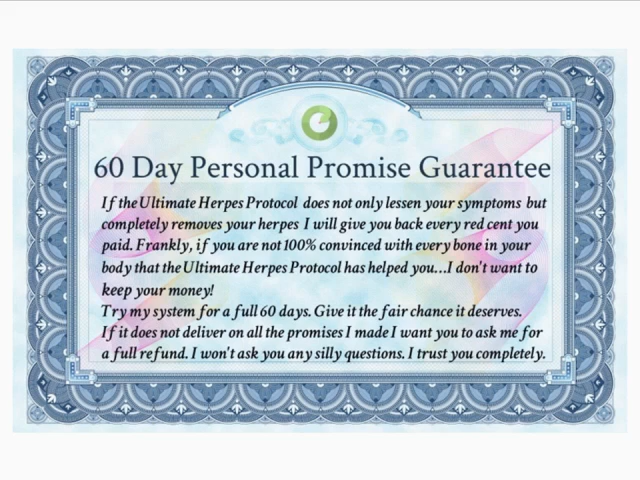 60 Day Personal Promise Guarantee
If the Ultimate Herpes Protocol does not only lessen your symptoms but
completely removes your herpes I will give you back every red cent you
paid. Frankly, if you are not 100% convinced with every bone in your
body that the Ultimate Herpes Protocol has helped you...I don't want to
keep your money!
Try my system for a full 60 days. Give it the fair chance it deserves.
If it does not deliver on all the promises I made I want you to ask me for
a full refund. I won't ask you any silly questions. I trust you completely.